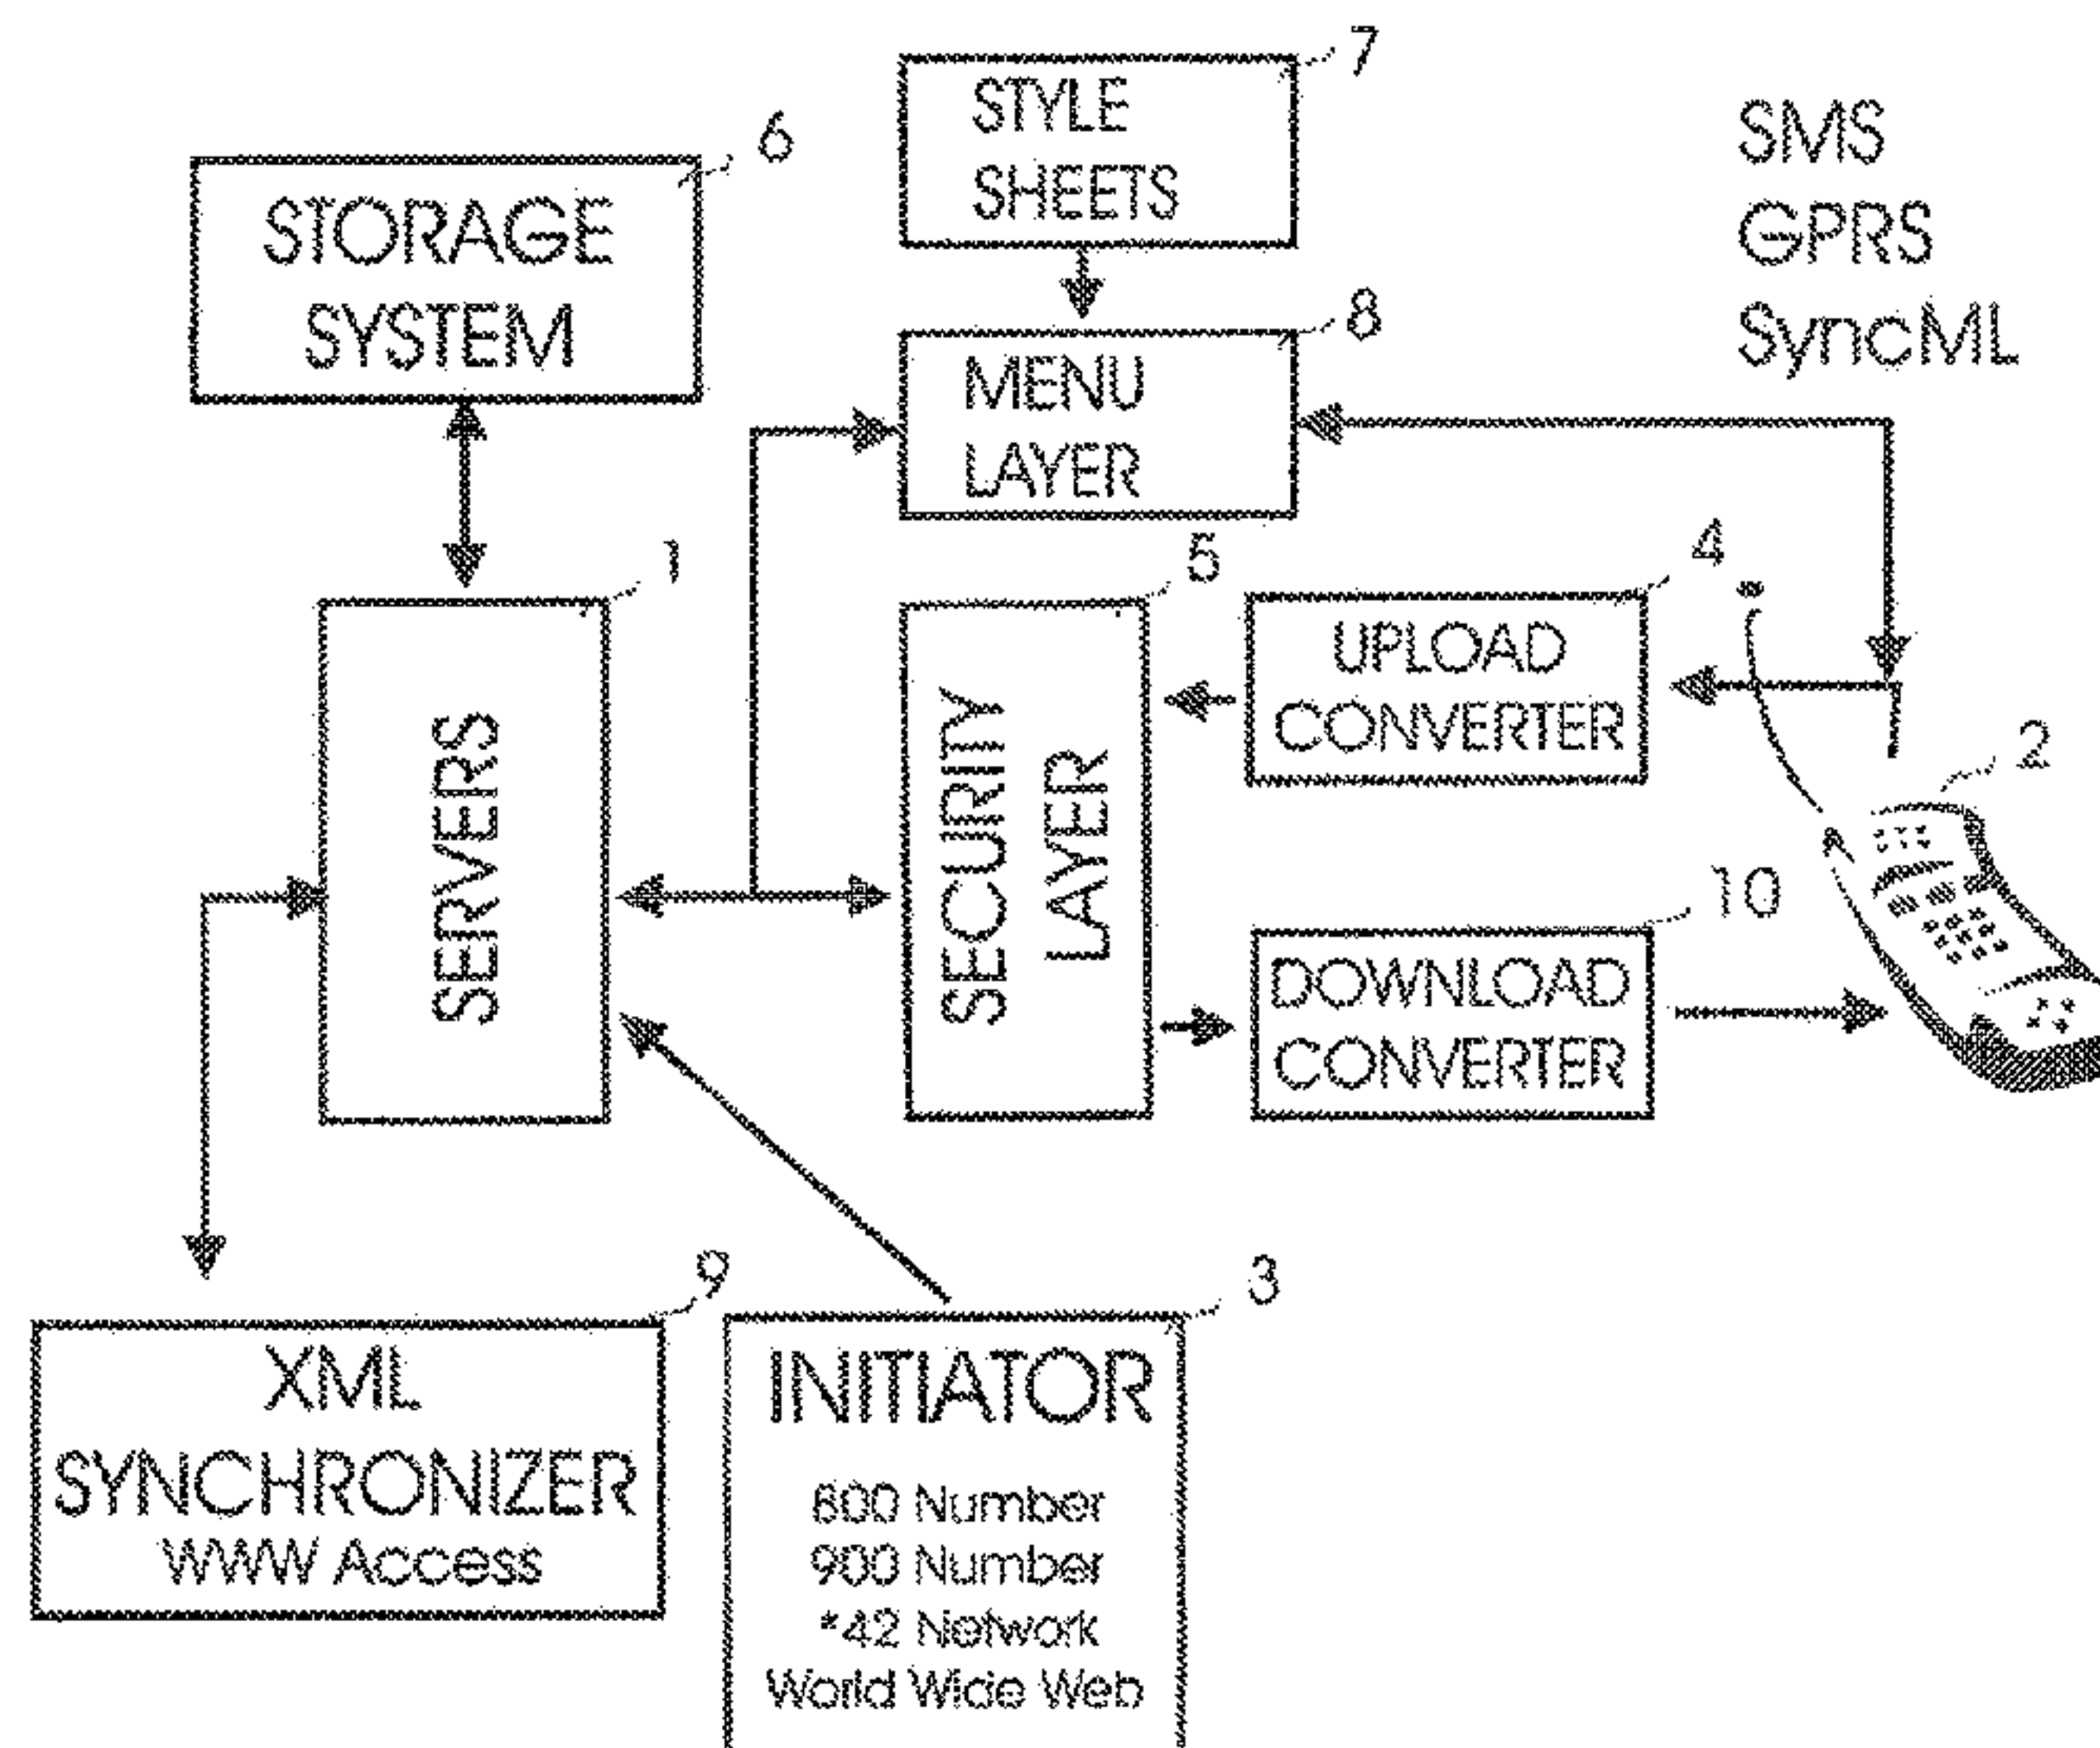 7
STYLE
SHEETS
6
STORAGE
SYSTEM
SMS
GPRS
SyncML
8
MENU
LAYER
1
SERVERS
5
SECURITY
LAYER
4
UPLOAD
CONVERTER
2
10
DOWNLOAD
CONVERTER
9
XML
SYNCHRONIZER
WWW Access
3
INITIATOR
800 Number
900 Number
*42 Network
World Wide Web